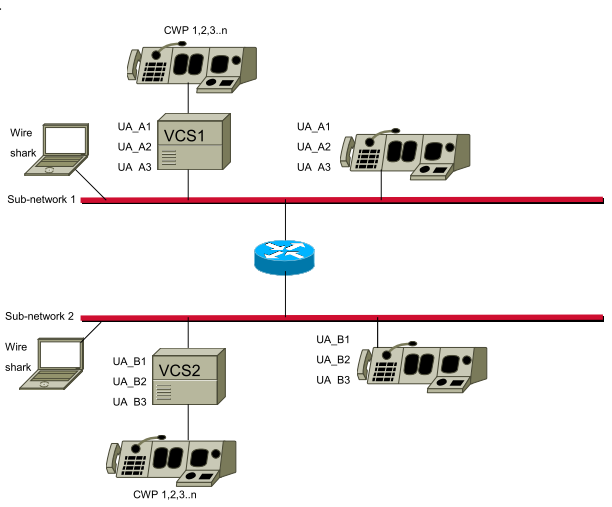 CWP 1,2,3..n
UA_A1
VCS1
UA_A2
UA A3
Wire
shark
UA_A1
UA_A2
UA A3
Sub-network 1
Sub-network 2
Wire
shark
UA_B1
VCS2
UA_B2
UA B3
UA_B1
UA_B2
UA B3
CWP 1,2,3..n